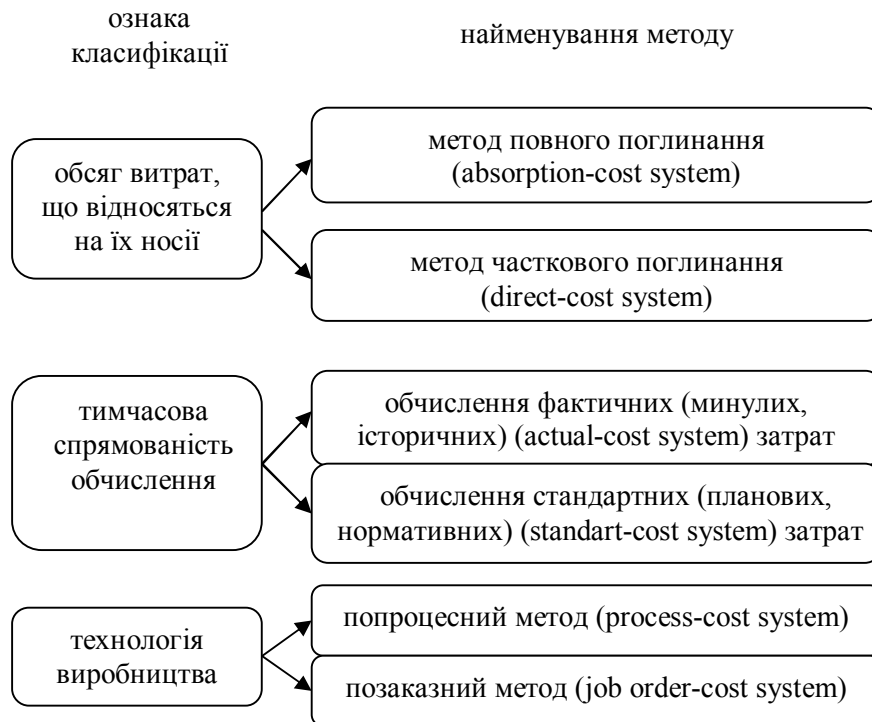 ознака
класифікації
найменування методу
обсяг витрат,
що відносяться
на їх носії
метод повного поглинання
(absorption-cost system)
метод часткового поглинання
(direct-cost system)
тимчасова
спрямованість
обчислення
обчислення фактичних (минулих,
історичних) (actual-cost system) затрат
обчислення стандартних (планових,
нормативних) (standart-cost system) затрат
технологія
виробництва
попроцесний метод (process-cost system)
позаказний метод (job order-cost system)